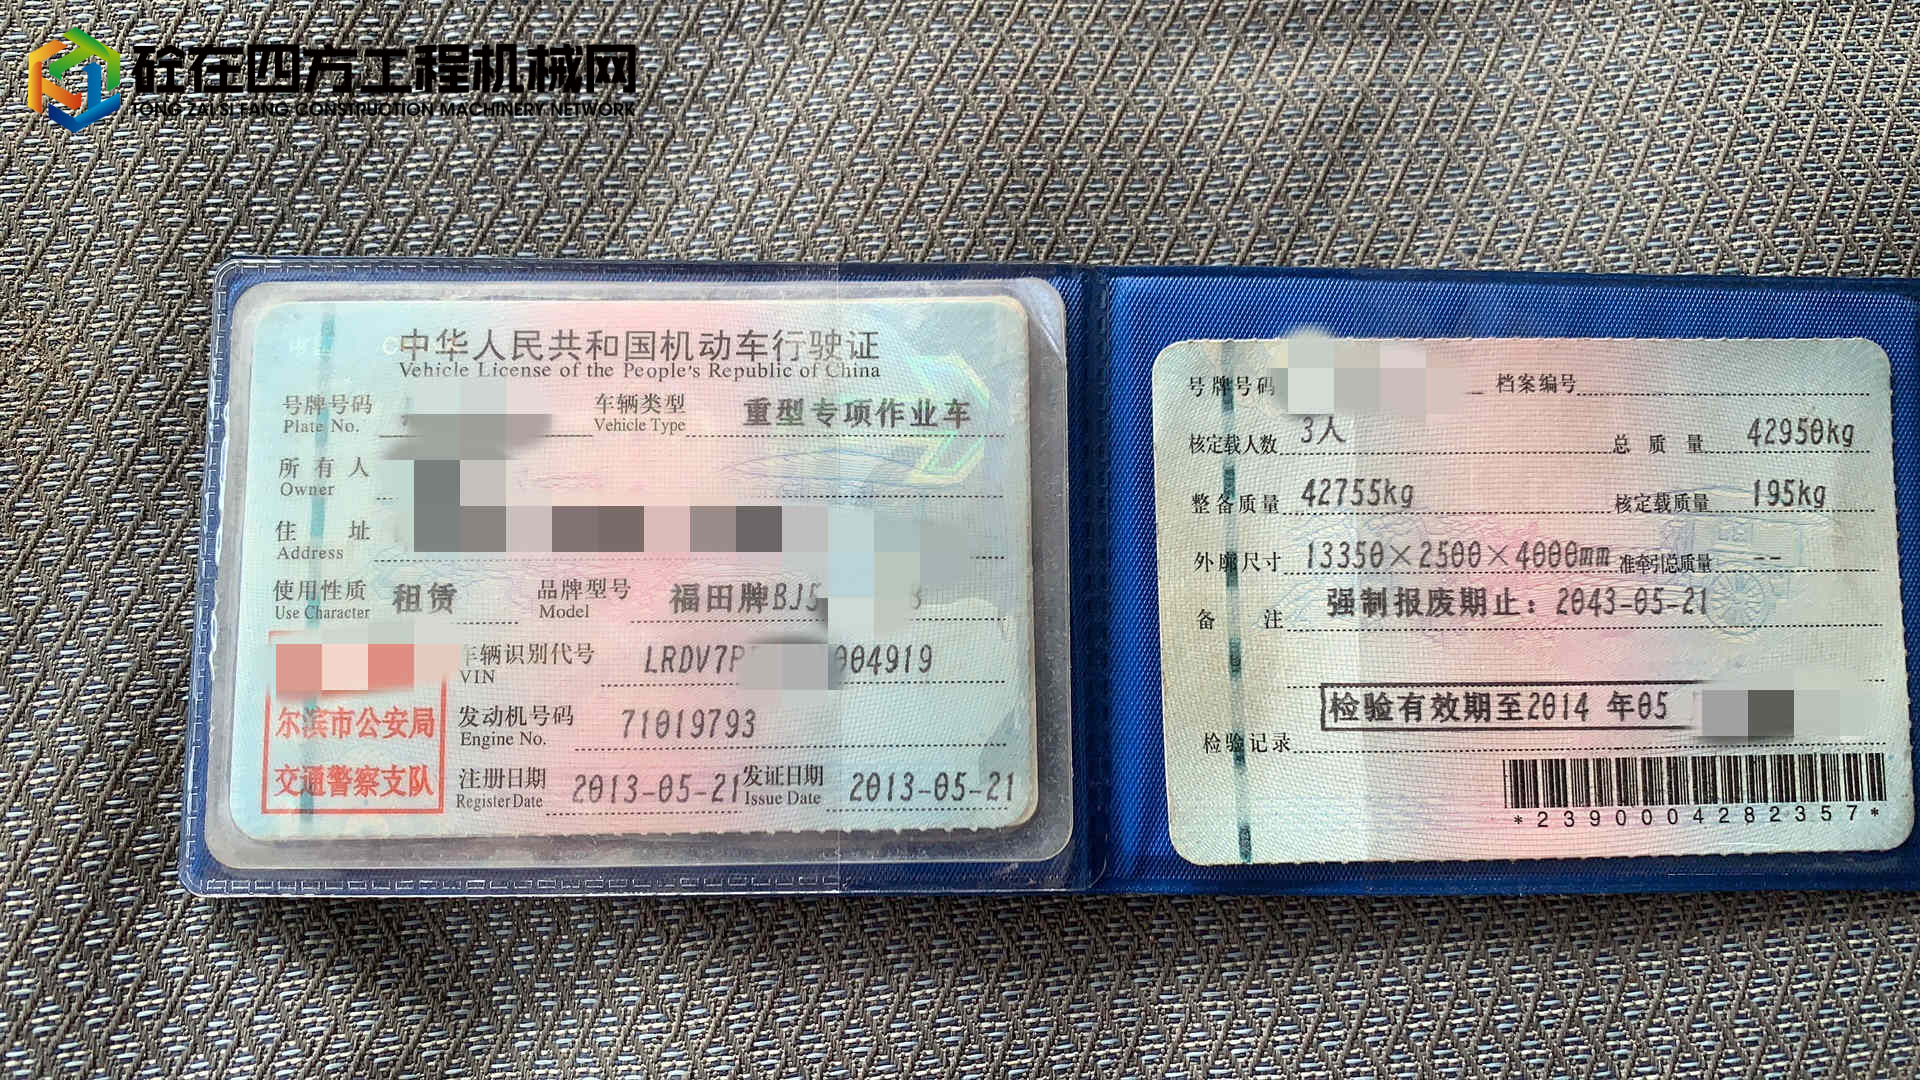 砼在四方工程机械网
TONG ZAI SI FANG CONSTRUCTION MACHINERY NETWORK
中华人民共和国机动车行驶证
Vehicle License of the People's Republic of China
号牌号码 车辆类型 重型专项作业车
Plate No. Vehicle Type
所有人
Owner
住址
Address
使用性质 租赁 品牌型号 福田牌BJ5
Use Character Model
车辆识别代号 LRDV7P 004919
VIN
尔滨市公安局
交通警察支队
发动机号码 71019793
Engine No.
注册日期 2013-05-21 发证日期 2013-05-21
Register Date Issue Date
号牌号码 档案编号
核定载人数 3人 总质量 42950kg
整备质量 42755kg 核定载质量 195kg
外廓尺寸 13350×2500×4000mm 准牵引总质量 --
备注 强制报废期止：2043-05-21
检验有效期至2014 年05
检验记录
*2390004282357*